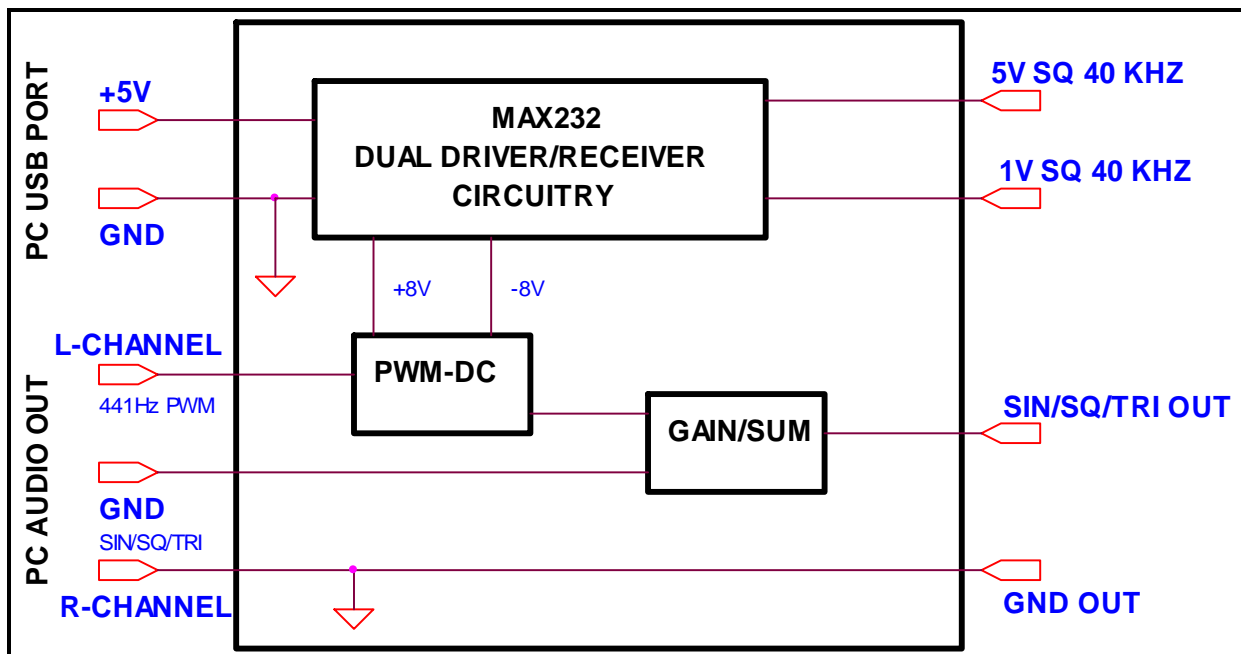 PC USB PORT
+5V
GND
MAX232
DUAL DRIVER/RECEIVER
CIRCUITRY
5V SQ 40 KHZ
1V SQ 40 KHZ
+8V
-8V
PC AUDIO OUT
L-CHANNEL
441Hz PWM
PWM-DC
GAIN/SUM
SIN/SQ/TRI OUT
GND
SIN/SQ/TRI
R-CHANNEL
GND OUT